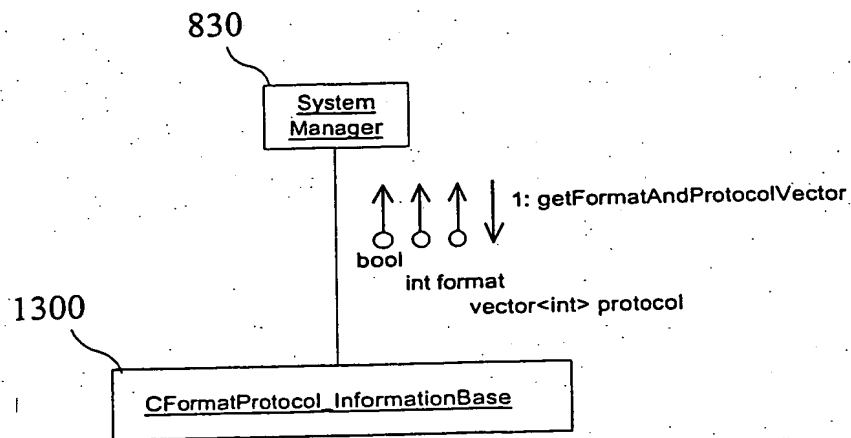 830
System
Manager
1: getFormatAndProtocolVector
bool
int format
vector<int> protocol
1300
CFormatProtocol_InformationBase